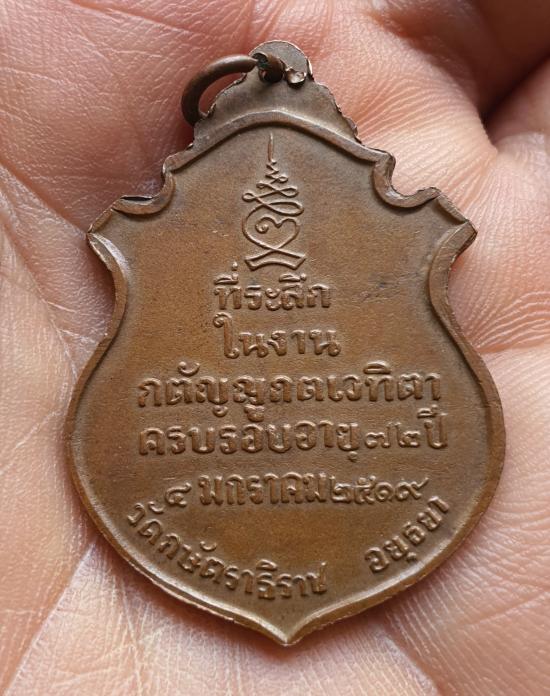 ที่ระลึก
ในงาน
กตัญญูกตเวทิตา
ครบรอบอายุ๗๒ปี
๔ มกราคม๒๕๑๙
วัดกษัตราธิราช อยุธยา